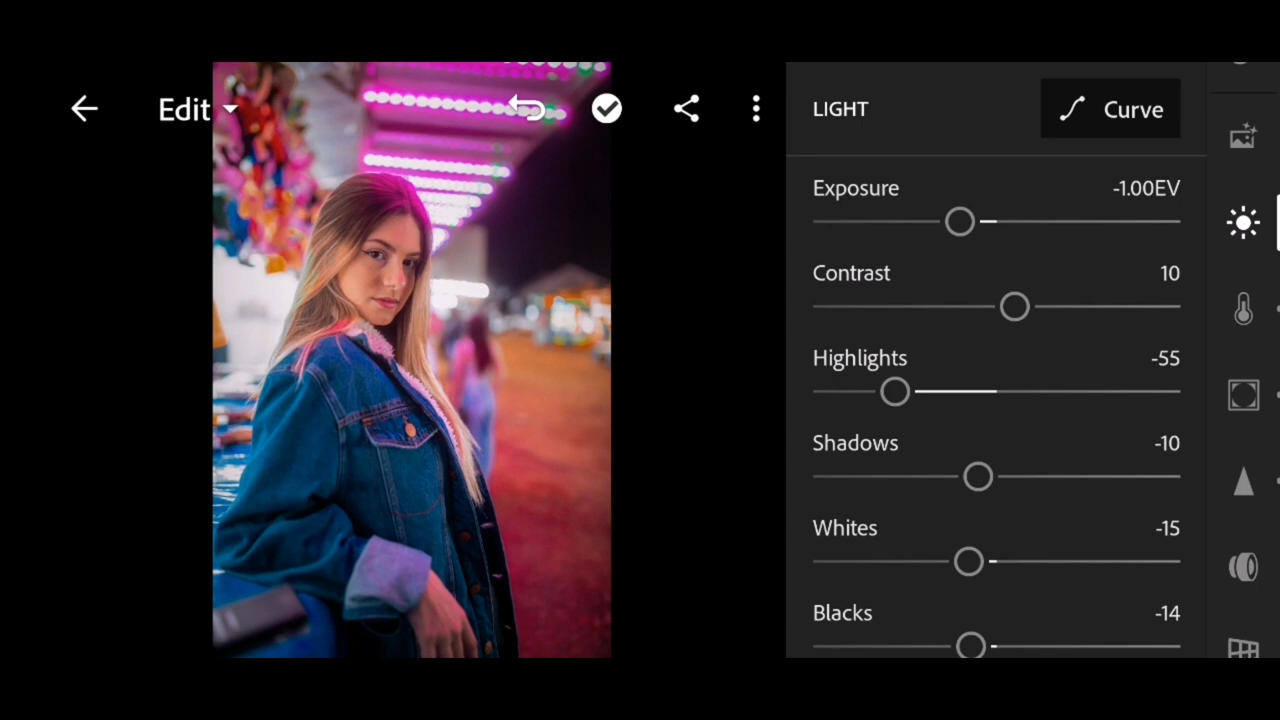 Edit
LIGHT
Curve
Exposure -1.00EV
Contrast 10
Highlights -55
Shadows -10
Whites -15
Blacks -14